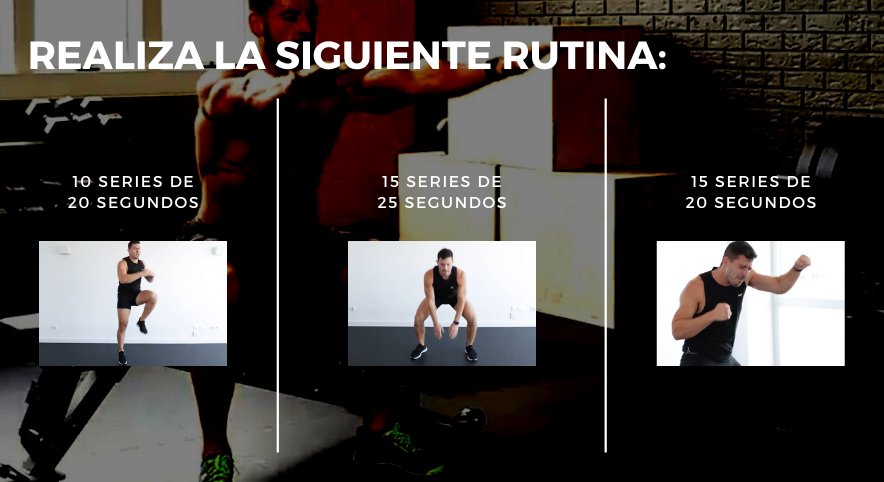 REALIZA LA SIGUIENTE RUTINA:
10 SERIES DE
20 SEGUNDOS
15 SERIES DE
25 SEGUNDOS
15 SERIES DE
20 SEGUNDOS